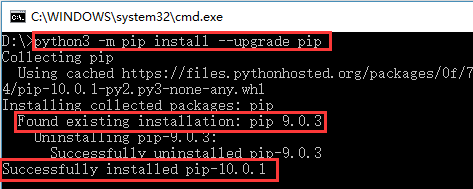 C:\WINDOWS\system32\cmd.exe
D:\>python3 -m pip install --upgrade pip
Collecting pip
  Using cached https://files.pythonhosted.org/packages/0f/7
4/pip-10.0.1-py2.py3-none-any.whl
Installing collected packages: pip
  Found existing installation: pip 9.0.3
    Uninstalling pip-9.0.3:
      Successfully uninstalled pip-9.0.3
Successfully installed pip-10.0.1